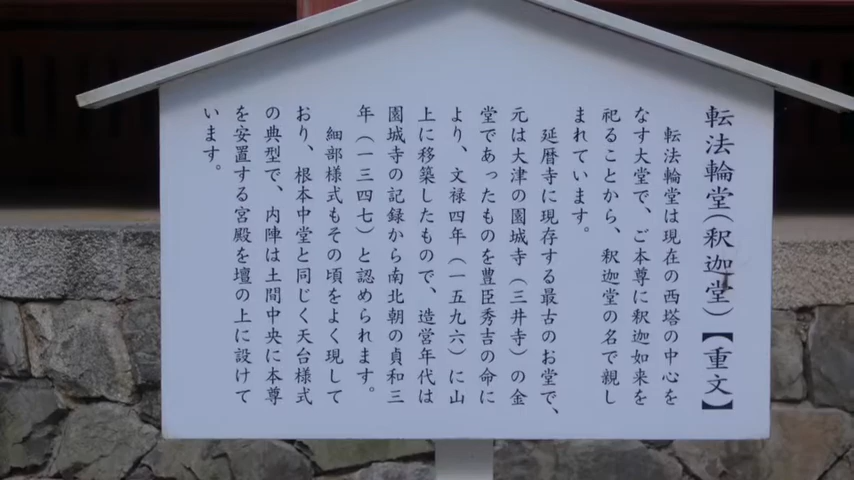 転法輪堂(釈迦堂)【重文】
転法輪堂は現在の西塔の中心を
なす大堂で、ご本尊に釈迦如来を
祀ることから、釈迦堂の名で親し
まれています。
延暦寺に現存する最古のお堂で、
元は大津の園城寺(三井寺)の金
堂であったものを豊臣秀吉の命に
より、文禄四年(一五九六)に山
上に移築したもので、造営年代は
園城寺の記録から南北朝の貞和三
年(一三四七)と認められます。
細部様式もその頃をよく現して
おり、根本中堂と同じく天台様式
の典型で、内陣は土間中央に本尊
を安置する宮殿を壇の上に設けて
います。